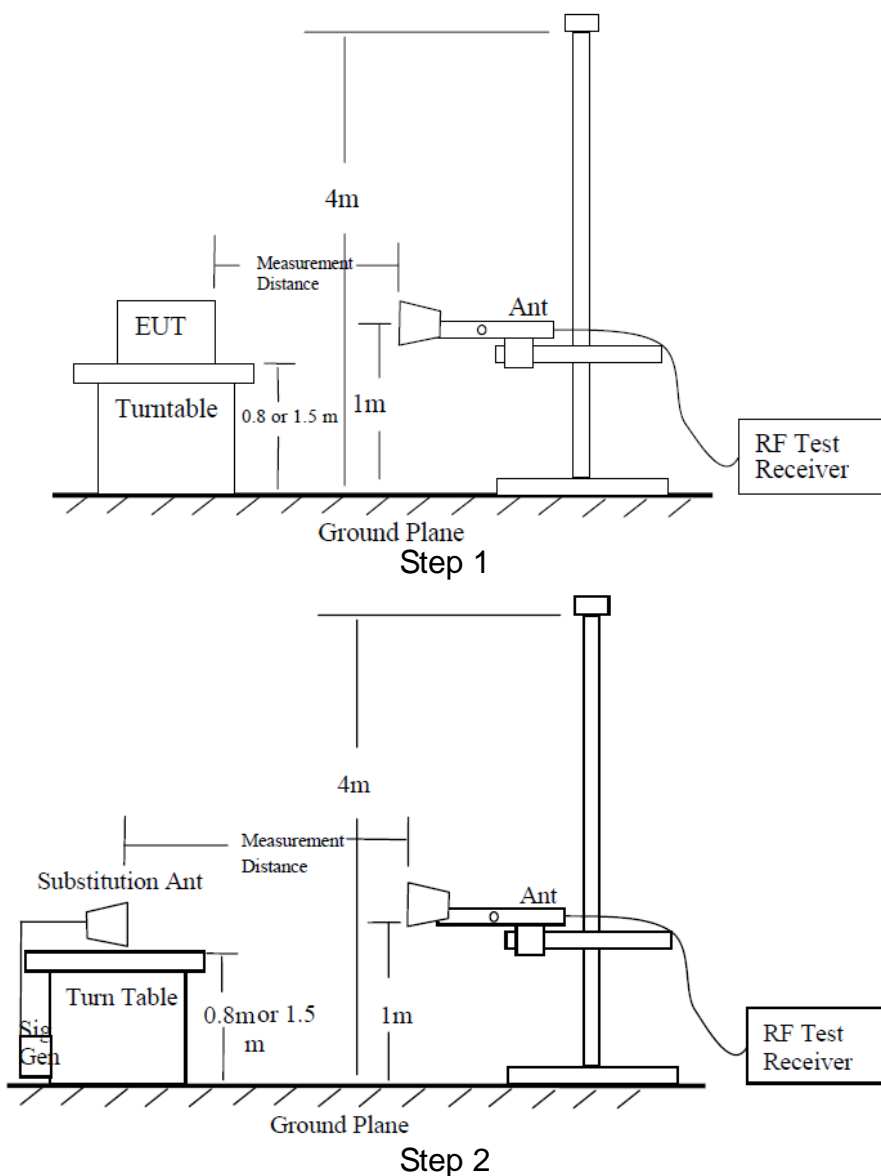 4m
Measurement
Distance
EUT
Ant
Turntable
0.8 or 1.5 m
1m
RF Test
Receiver
Ground Plane
Step 1
4m
Measurement
Distance
Substitution Ant
Ant
Turn Table
0.8m or 1.5
m
1m
Sig
Gen
RF Test
Receiver
Ground Plane
Step 2